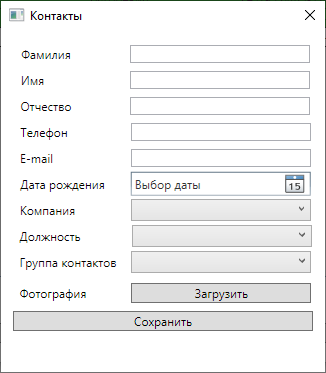 Контакты
Фамилия
Имя
Отчество
Телефон
E-mail
Дата рождения Выбор даты 15
Компания
Должность
Группа контактов
Фотография Загрузить
Сохранить